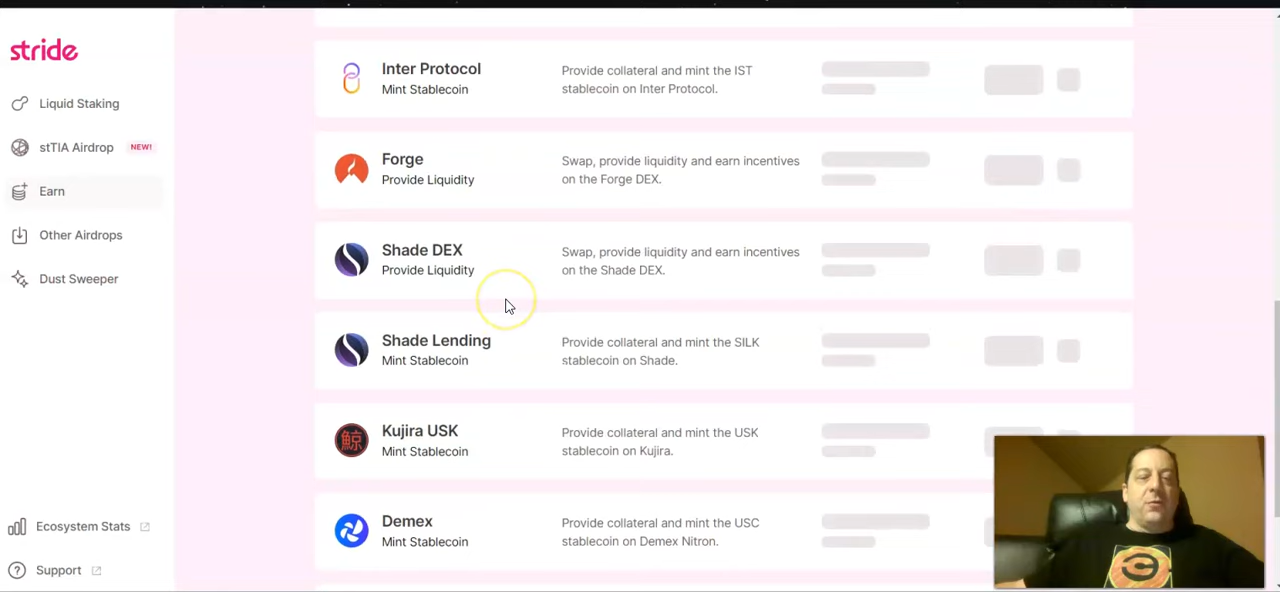 stride
Liquid Staking
stTIA Airdrop NEW!
Earn
Other Airdrops
Dust Sweeper
Ecosystem Stats
Support
Inter Protocol
Mint Stablecoin
Provide collateral and mint the IST
stablecoin on Inter Protocol.
Forge
Provide Liquidity
Swap, provide liquidity and earn incentives
on the Forge DEX.
Shade DEX
Provide Liquidity
Swap, provide liquidity and earn incentives
on the Shade DEX.
Shade Lending
Mint Stablecoin
Provide collateral and mint the SILK
stablecoin on Shade.
鯨
Kujira USK
Mint Stablecoin
Provide collateral and mint the USK
stablecoin on Kujira.
Demex
Mint Stablecoin
Provide collateral and mint the USC
stablecoin on Demex Nitron.